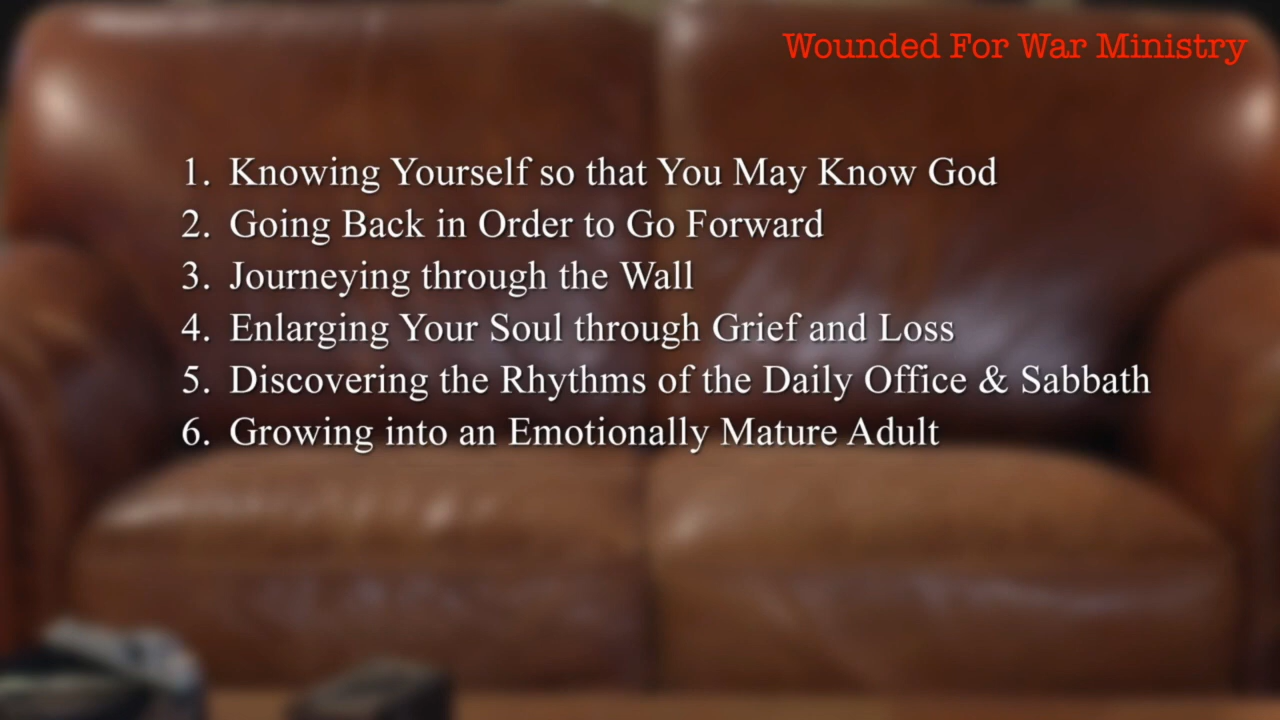 Wounded For War Ministry
1. Knowing Yourself so that You May Know God
2. Going Back in Order to Go Forward
3. Journeying through the Wall
4. Enlarging Your Soul through Grief and Loss
5. Discovering the Rhythms of the Daily Office & Sabbath
6. Growing into an Emotionally Mature Adult